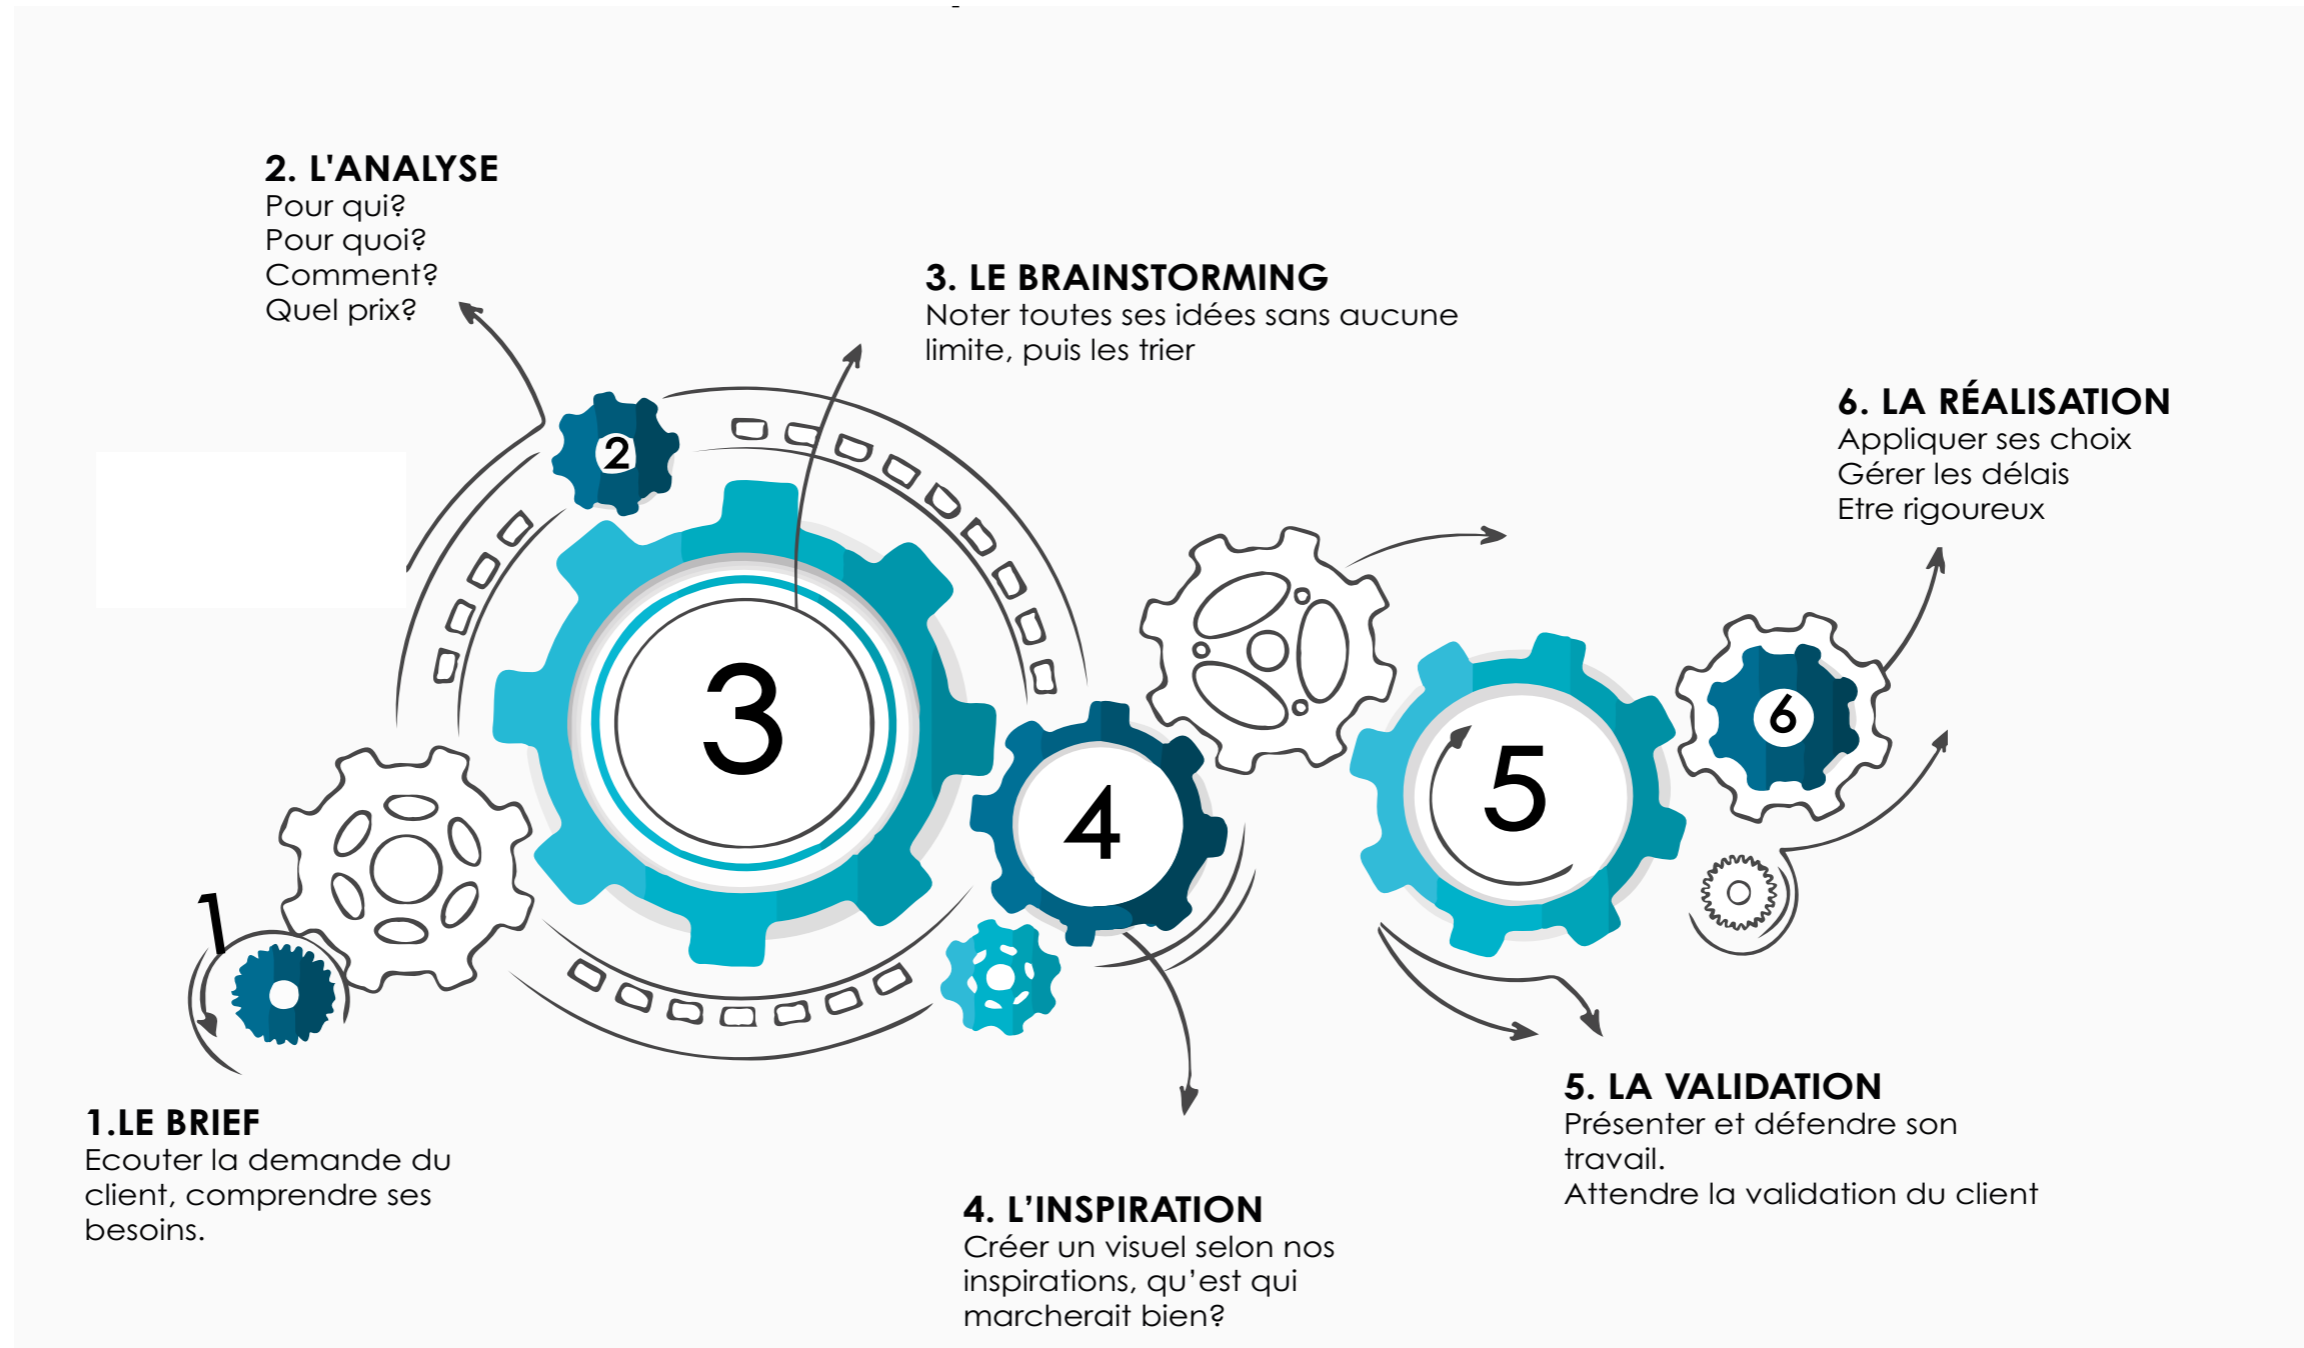 2. L'ANALYSE
Pour qui?
Pour quoi?
Comment?
Quel prix?
3. LE BRAINSTORMING
Noter toutes ses idées sans aucune
limite, puis les trier
6. LA RÉALISATION
Appliquer ses choix
Gérer les délais
Etre rigoureux
2
3
4
5
6
1
1.LE BRIEF
Ecouter la demande du
client, comprendre ses
besoins.
4. L’INSPIRATION
Créer un visuel selon nos
inspirations, qu’est qui
marcherait bien?
5. LA VALIDATION
Présenter et défendre son
travail.
Attendre la validation du client